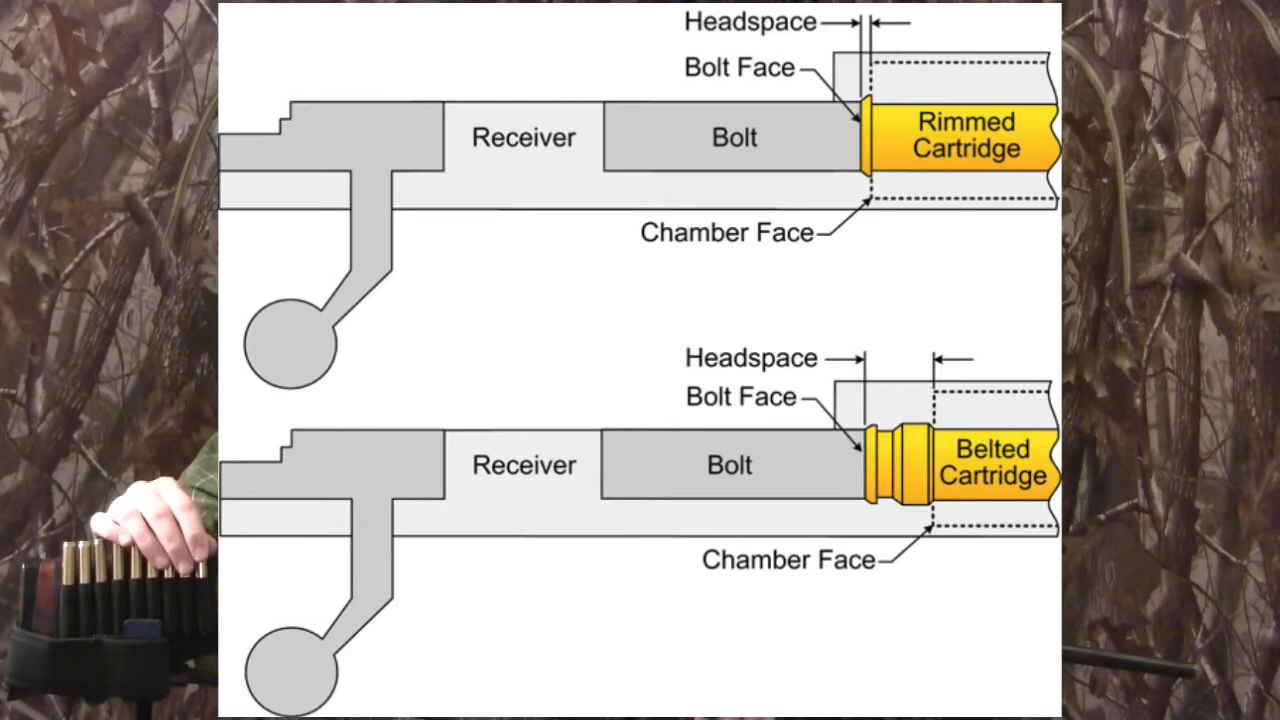 Headspace
Bolt Face
Receiver
Bolt
Rimmed
Cartridge
Chamber Face
Headspace
Bolt Face
Receiver
Bolt
Belted
Cartridge
Chamber Face